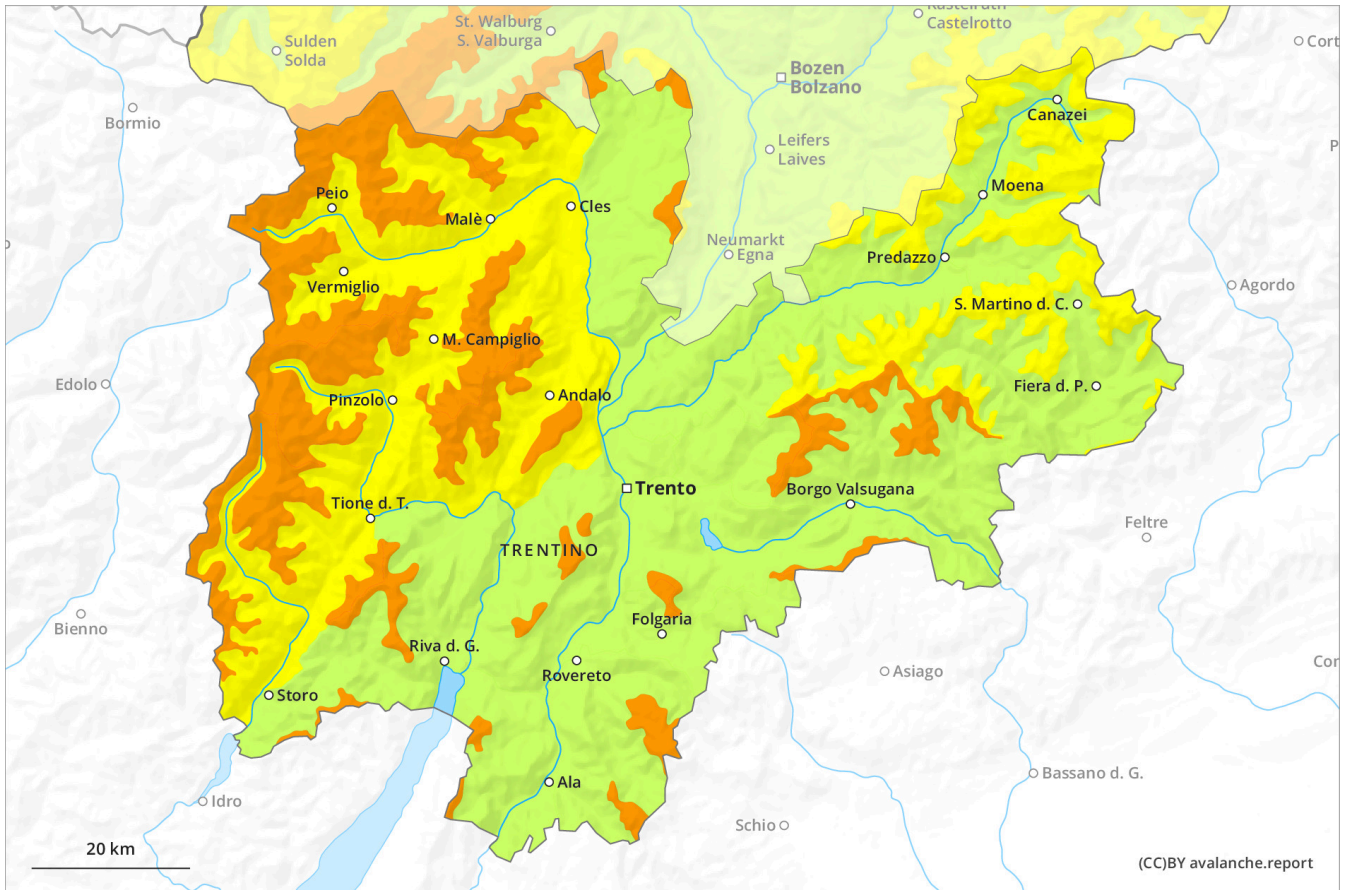 Kastelruth
Castelrotto
St. Walburg
S. Valburga
Sulden
Solda
Cort
Bozen
Bolzano
Bormio
Canazei
Leifers
Laives
P
Moena
Peio
Malè
Cles
Neumarkt
Egna
Predazzo
Vermiglio
Agordo
S. Martino d. C.
M. Campiglio
Edolo
Pinzolo
Andalo
Fiera d. P.
Trento
Borgo Valsugana
Tione d. T.
Feltre
TRENTINO
Bienno
Folgaria
Riva d. G.
Rovereto
Asiago
Cor
Storo
Ala
Bassano d. G.
Idro
Schio
20 km
(CC)BY avalanche.report